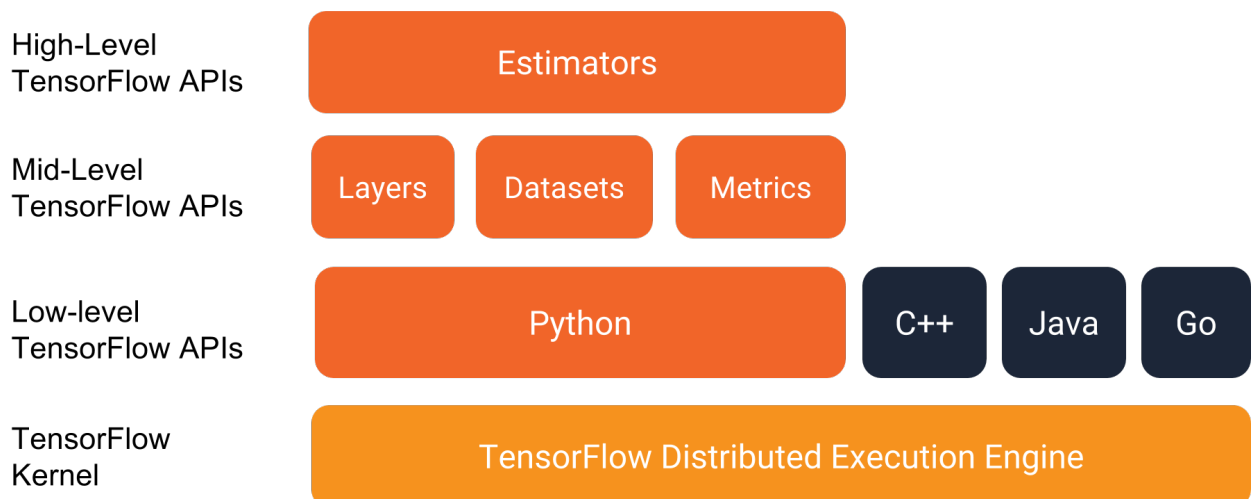 High-Level
TensorFlow APIs
Estimators
Mid-Level
TensorFlow APIs
Layers
Datasets
Metrics
Low-level
TensorFlow APIs
Python
C++
Java
Go
TensorFlow
Kernel
TensorFlow Distributed Execution Engine